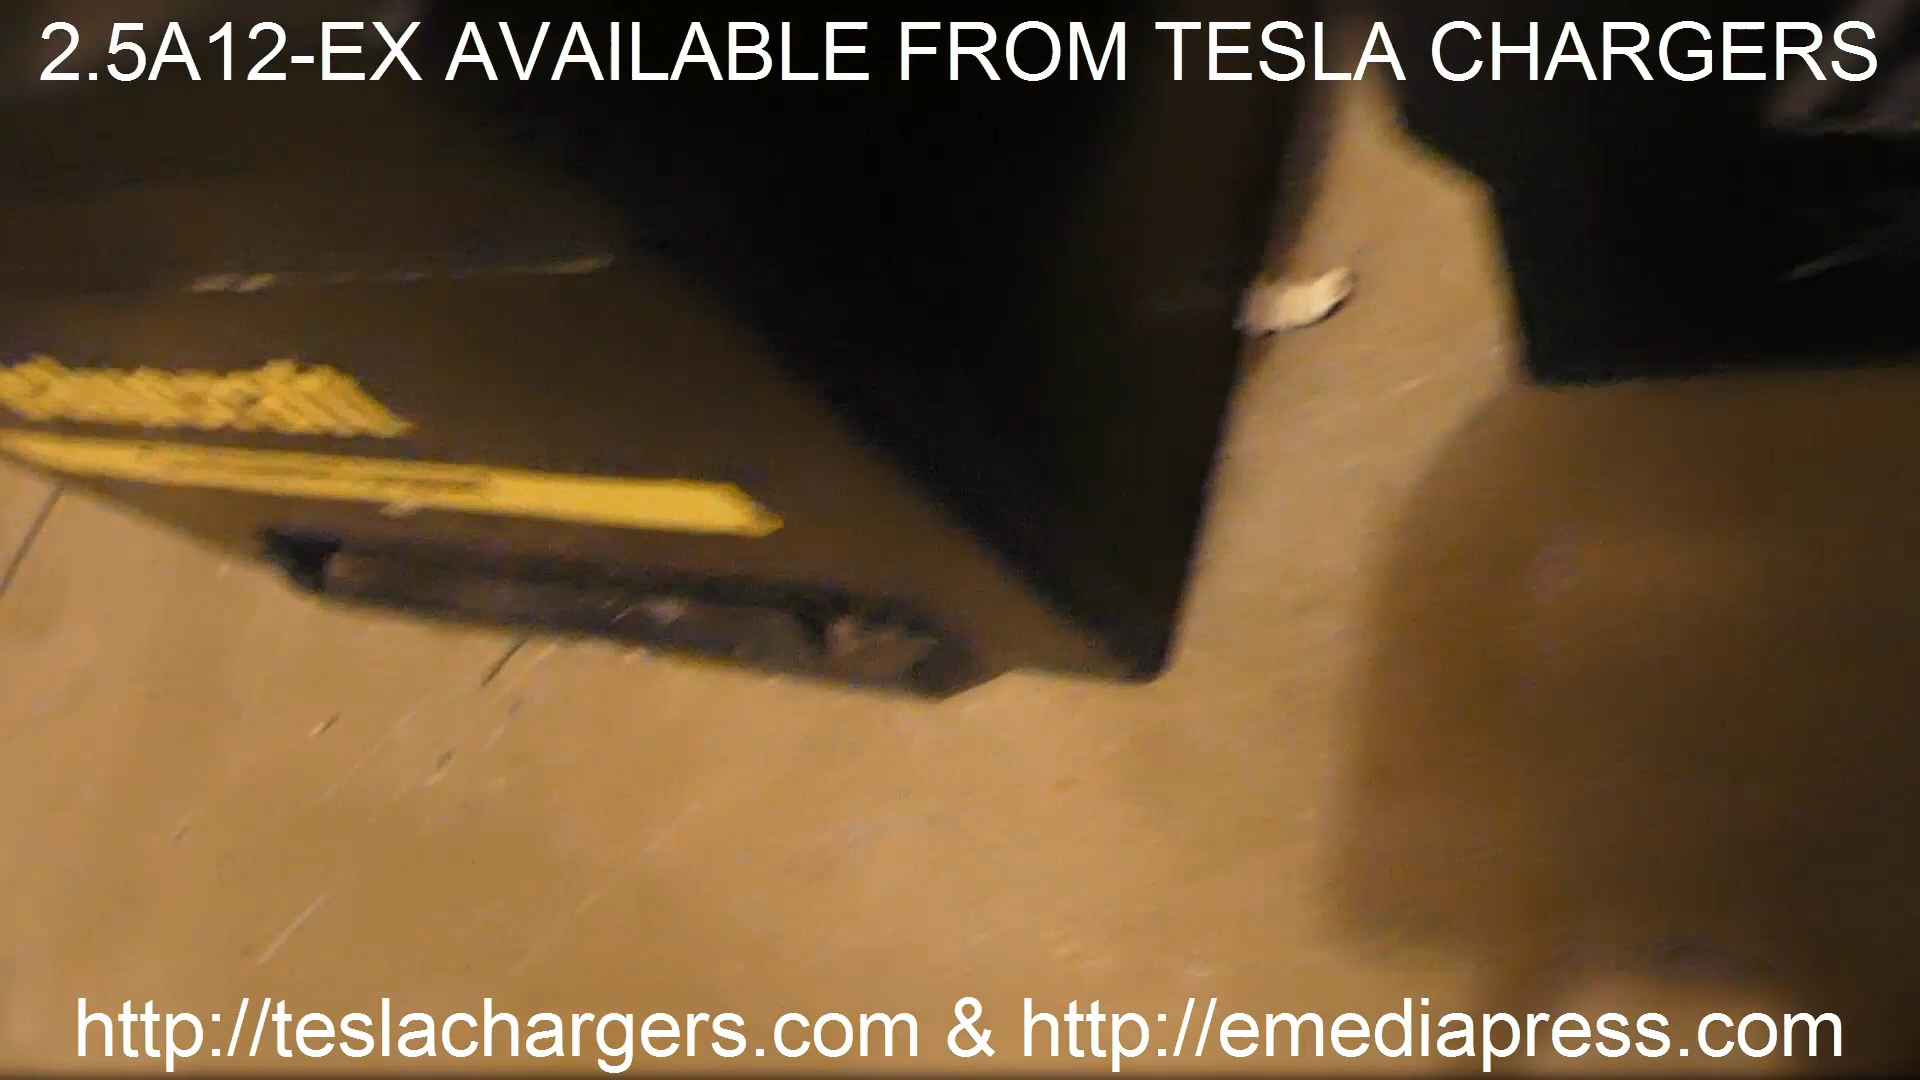 2.5A12-EX AVAILABLE FROM TESLA CHARGERS
http://teslachargers.com & http://emediapress.com